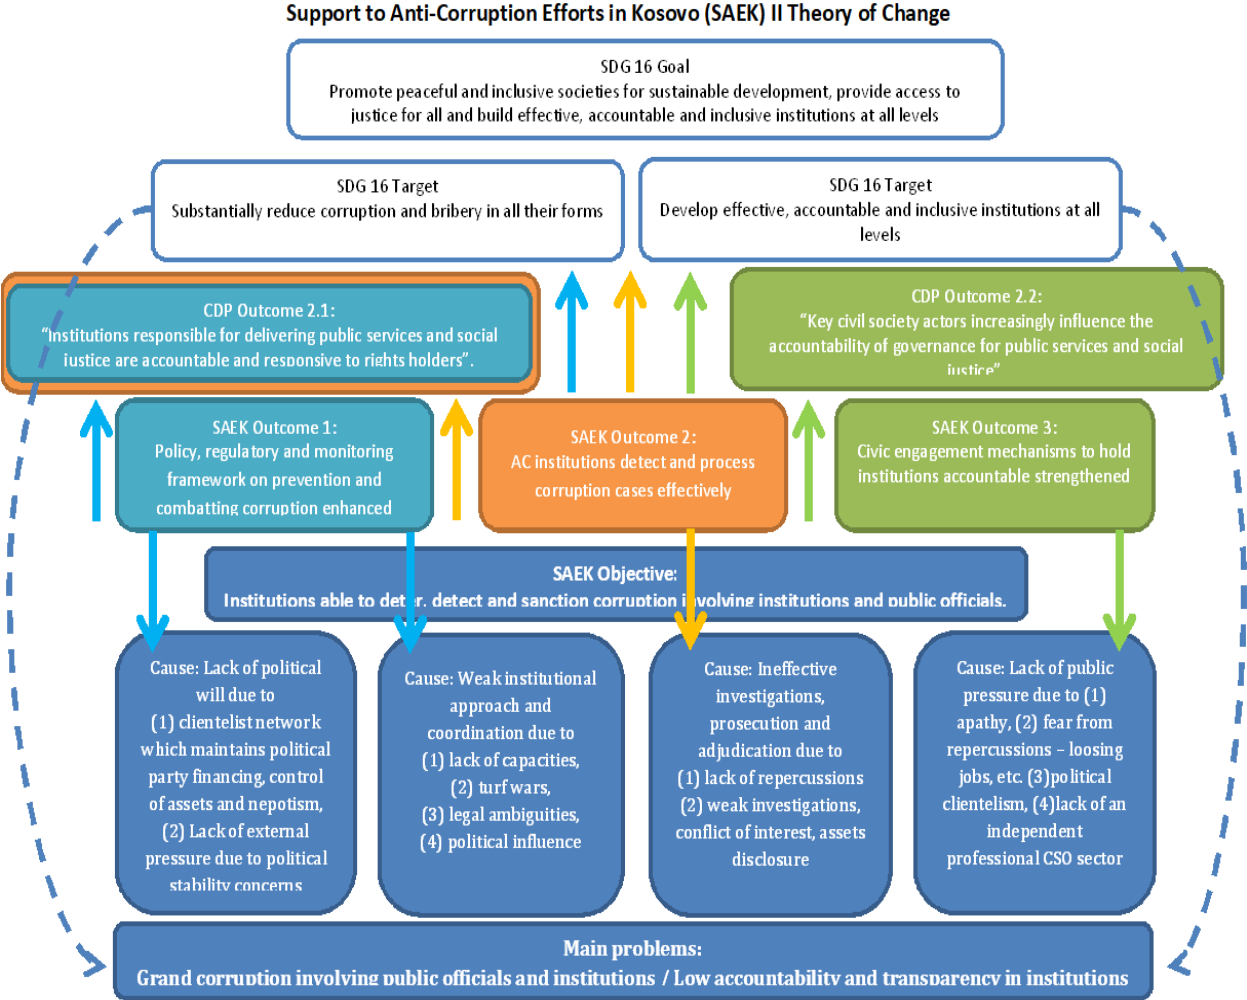 Support to Anti-Corruption Efforts in Kosovo (SAEK) II Theory of Change
SDG 16 Goal
Promote peaceful and inclusive societies for sustainable development, provide access to
justice for all and build effective, accountable and inclusive institutions at all levels
SDG 16 Target
Substantially reduce corruption and bribery in all their forms
SDG 16 Target
Develop effective, accountable and inclusive institutions at all
levels
CDP Outcome 2.1:
“Institutions responsible for delivering public services and social
justice are accountable and responsive to rights holders”.
CDP Outcome 2.2:
“Key civil society actors increasingly influence the
accountability of governance for public services and social
justice”
SAEK Outcome 1:
Policy, regulatory and monitoring
framework on prevention and
combatting corruption enhanced
SAEK Outcome 2:
AC institutions detect and process
corruption cases effectively
SAEK Outcome 3:
Civic engagement mechanisms to hold
institutions accountable strengthened
SAEK Objective:
Institutions able to deter, detect and sanction corruption involving institutions and public officials.
Cause: Lack of political
will due to
(1) clientelist network
which maintains political
party financing, control
of assets and nepotism,
(2) Lack of external
pressure due to political
stability concerns
Cause: Weak institutional
approach and
coordination due to
(1) lack of capacities,
(2) turf wars,
(3) legal ambiguities,
(4) political influence
Cause: Ineffective
investigations,
prosecution and
adjudication due to
(1) lack of repercussions
(2) weak investigations,
conflict of interest, assets
disclosure
Cause: Lack of public
pressure due to (1)
apathy, (2) fear from
repercussions – loosing
jobs, etc. (3)political
clientelism, (4)lack of an
independent
professional CSO sector
Main problems:
Grand corruption involving public officials and institutions / Low accountability and transparency in institutions